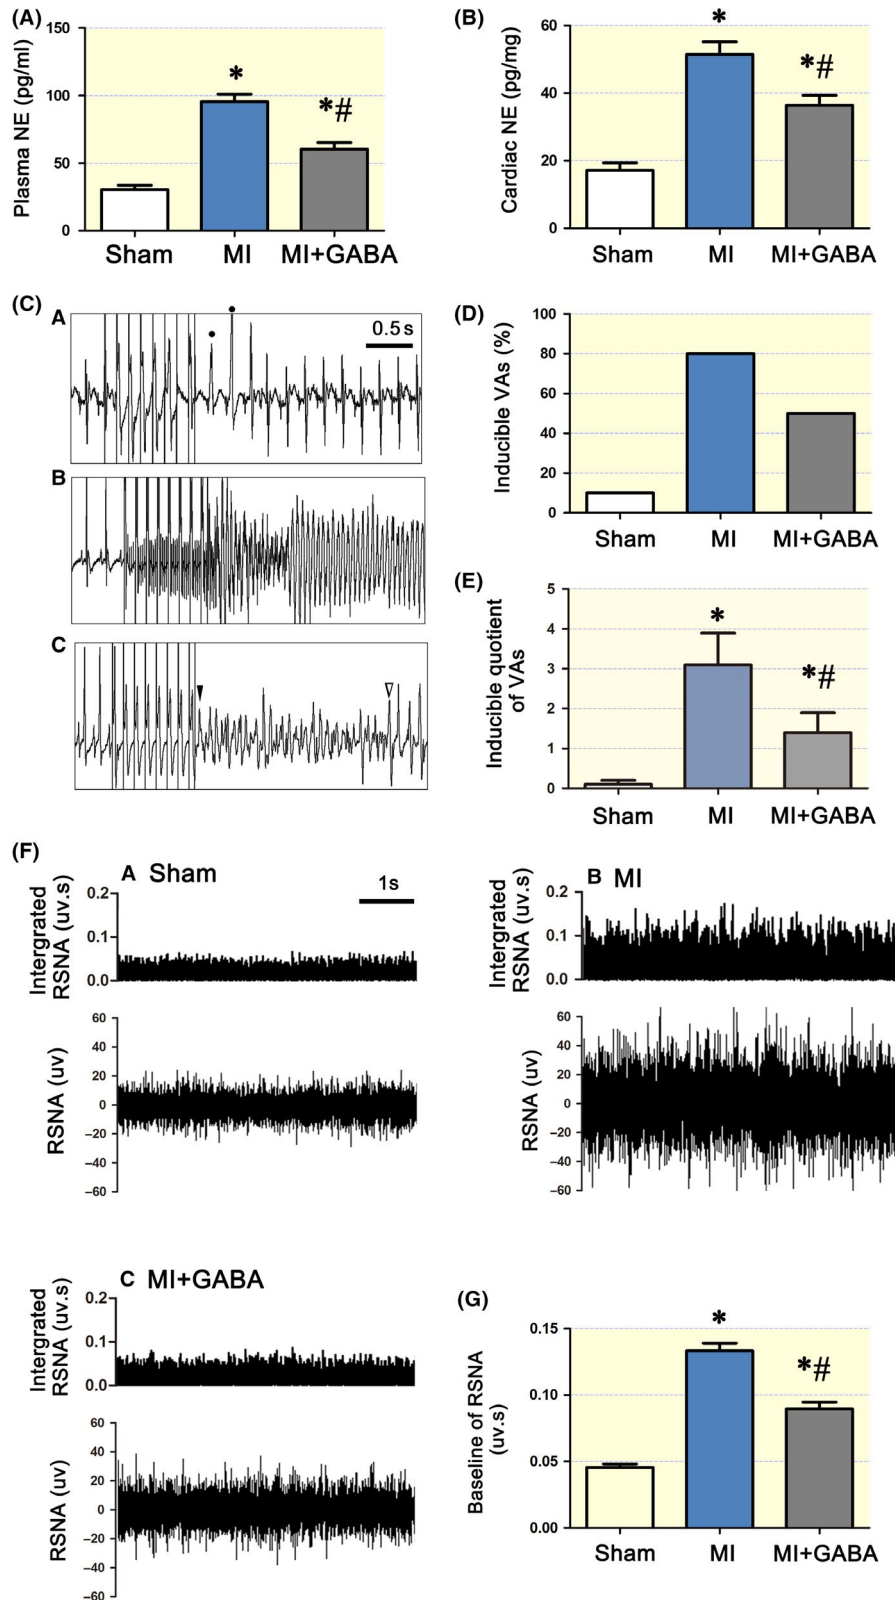 (A)
Plasma NE (pg/ml)
150
100
50
0
*
*#
Sham MI MI+GABA
(B)
Cardiac NE (pg/mg)
60
40
20
0
*
*#
Sham MI MI+GABA
(C)
A
0.5 s
B
C
(D)
Inducible VAs (%)
100
80
60
40
20
0
Sham MI MI+GABA
(E)
Inducible quotient
of VAs
5
4
3
2
1
0
*
*#
Sham MI MI+GABA
(F)
A Sham
1s
Intergrated
RSNA (uv.s)
0.2
0.1
0.0
RSNA (uv)
60
40
20
0
–20
–40
–60
B MI
Intergrated
RSNA (uv.s)
0.2
0.1
0.0
RSNA (uv)
60
40
20
0
–20
–40
–60
C MI+GABA
Intergrated
RSNA (uv.s)
0.2
0.1
0.0
RSNA (uv)
60
40
20
0
–20
–40
–60
(G)
Baseline of RSNA
(uv.s)
0.15
0.10
0.05
0.00
*
*#
Sham MI MI+GABA